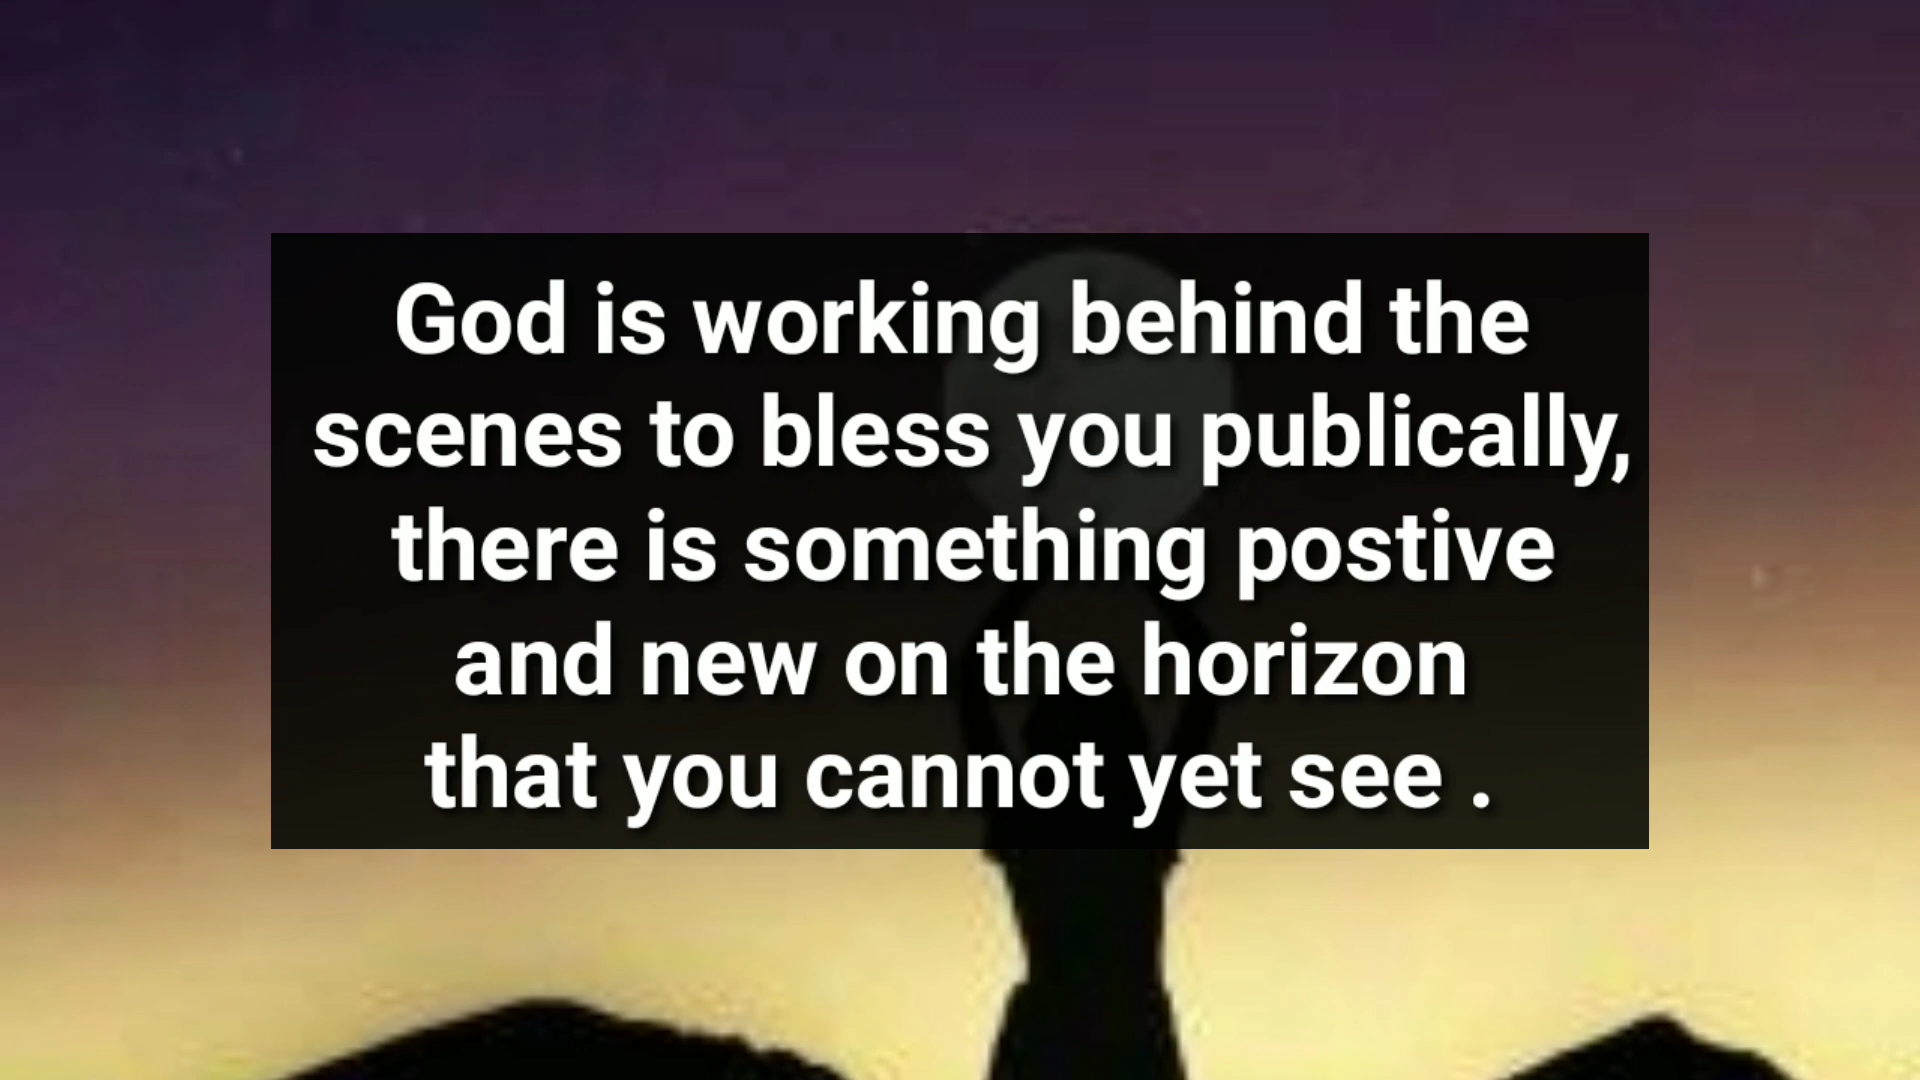 God is working behind the
scenes to bless you publically,
there is something postive
and new on the horizon
that you cannot yet see .